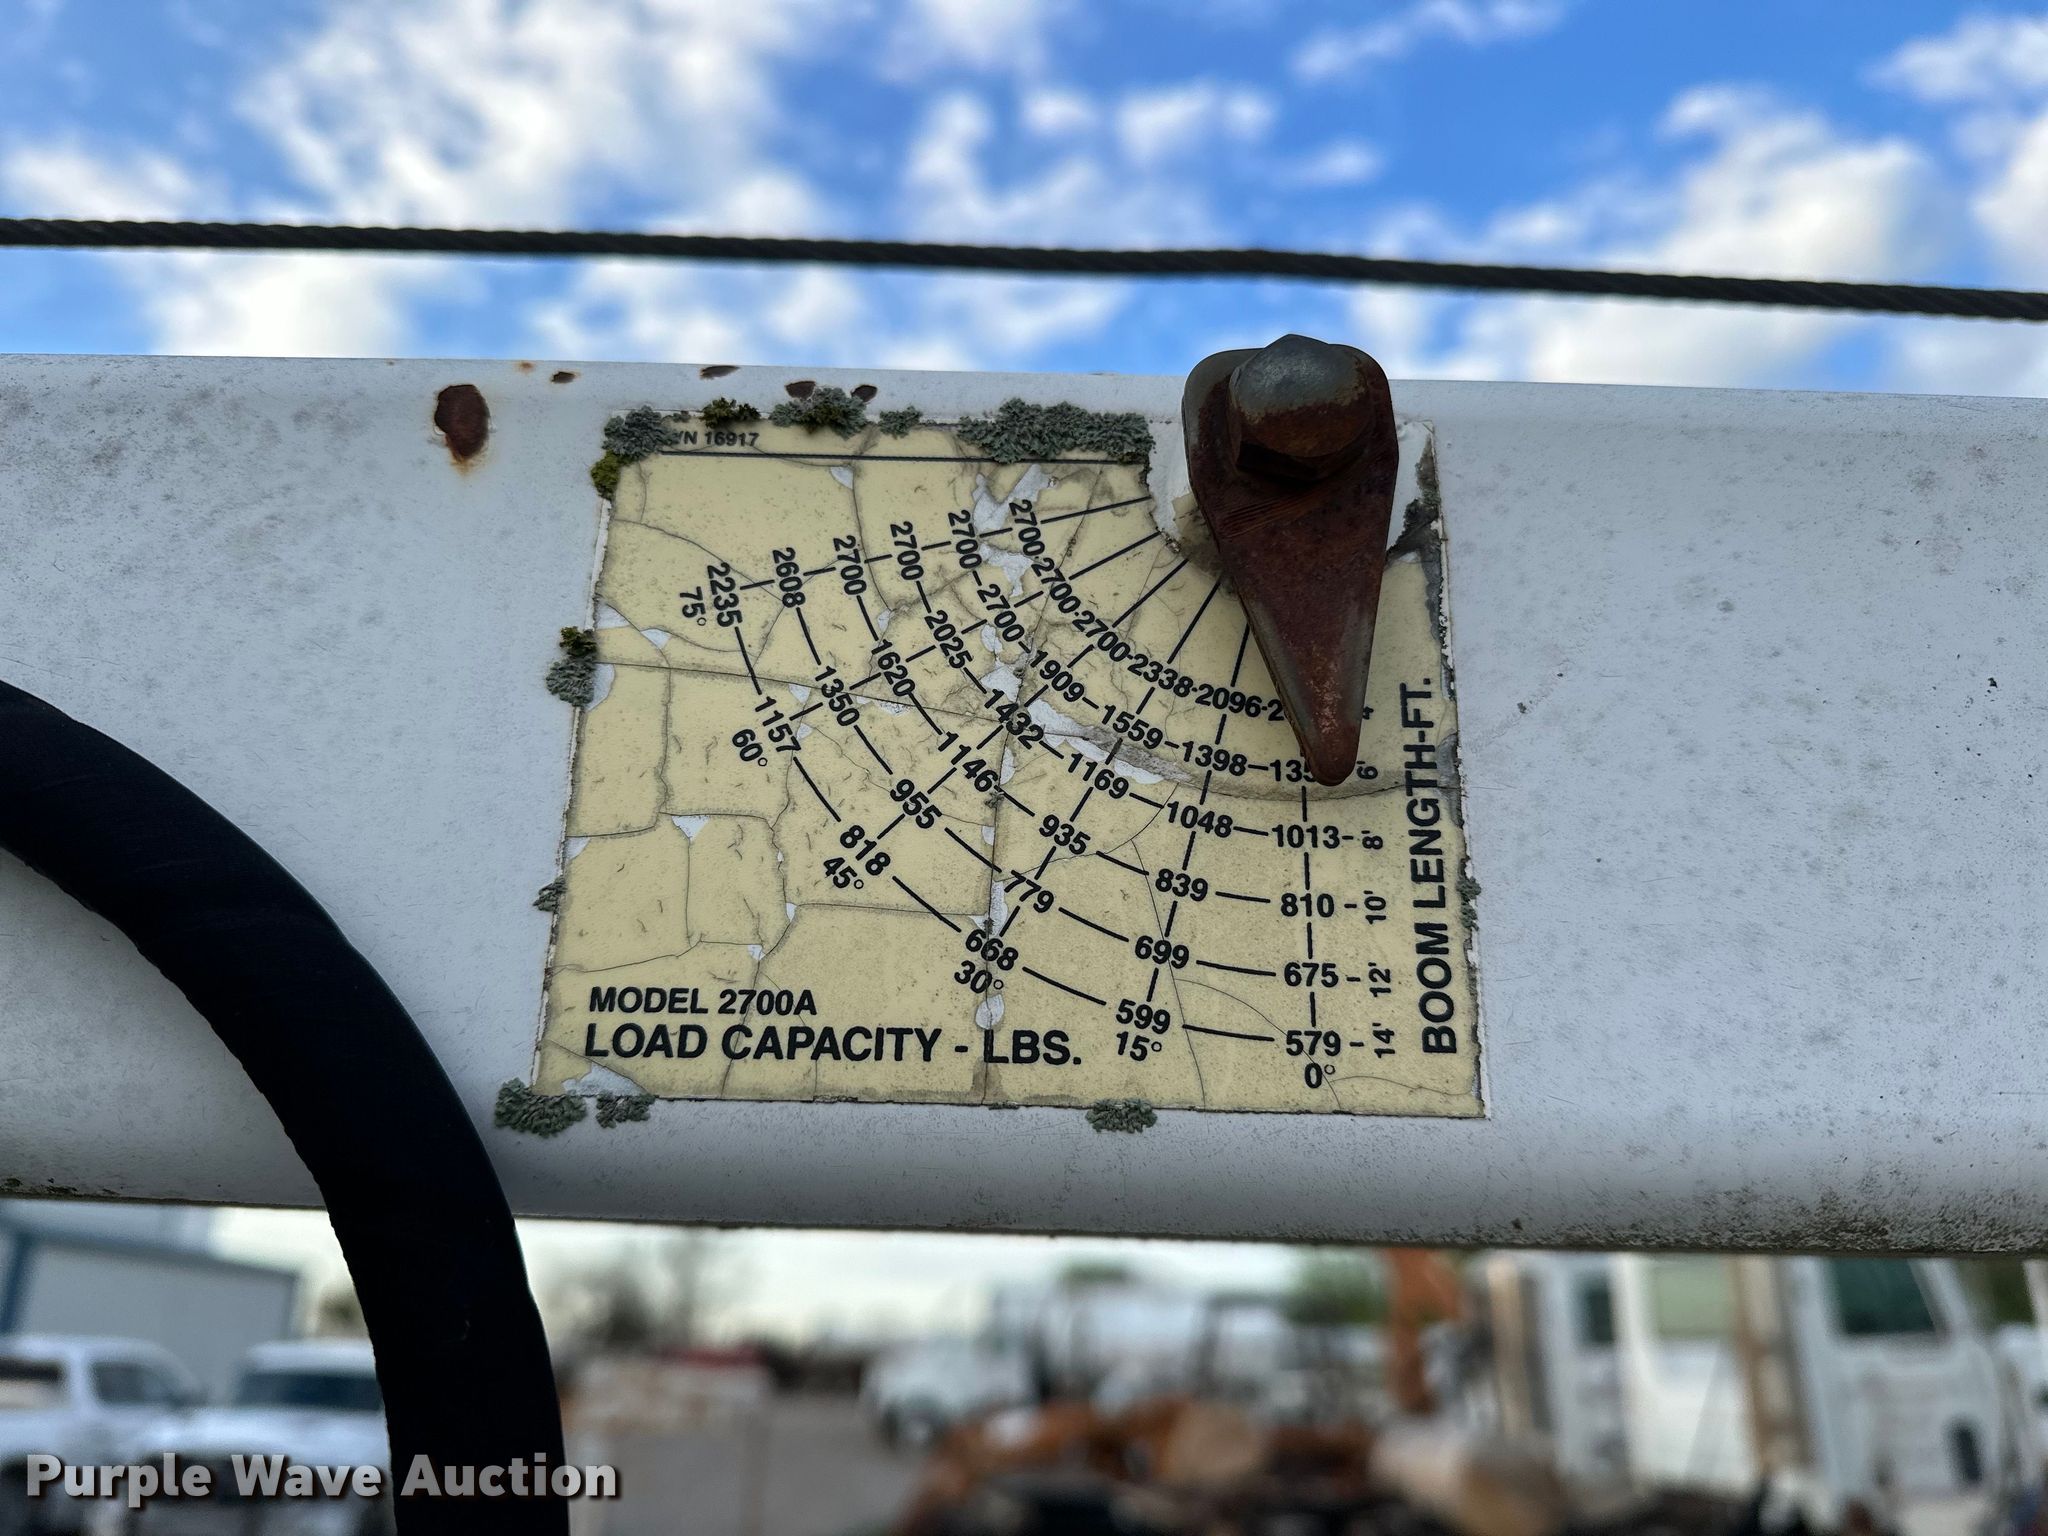 16917
2700 2700 2700 2338 2096
2700 2700 1909 1559 1398 6'
2700 2025 1432 1169 1048 1013 8'
2700 1620 1146 935 839 810 10'
2608 1350 955 779 699 675 12'
2235 1157 818 668 599 579 14'
75° 60° 45° 30° 15° 0°
BOOM LENGTH-FT.
MODEL 2700A
LOAD CAPACITY - LBS.
Purple Wave Auction